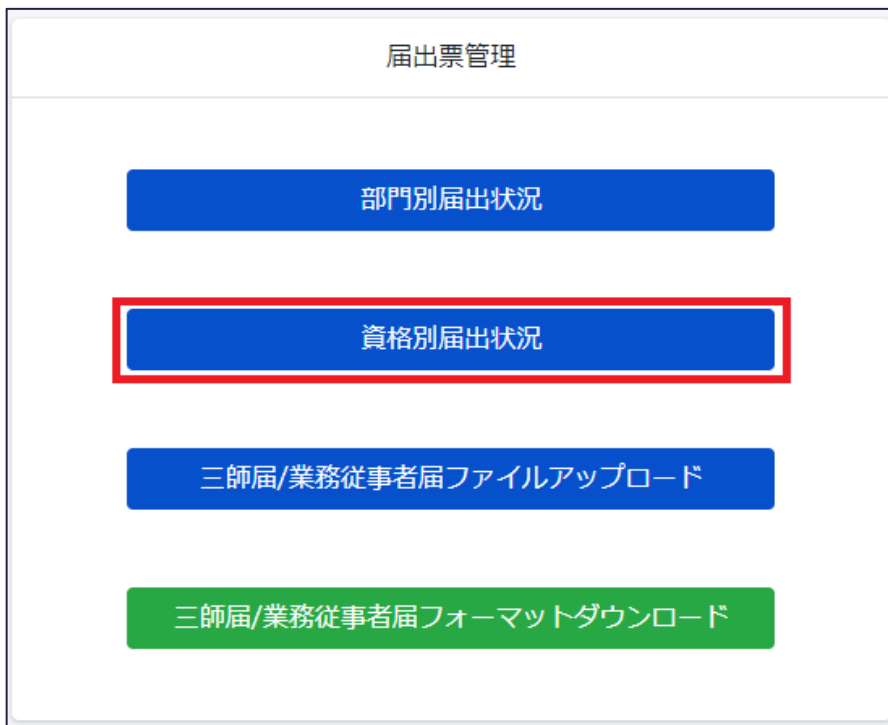 届出票管理
部門別届出状況
資格別届出状況
三師届/業務従事者届ファイルアップロード
三師届/業務従事者届フォーマットダウンロード